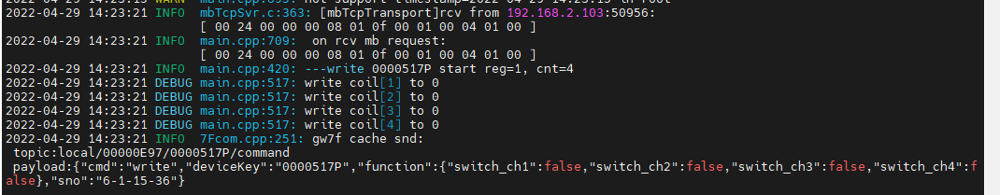 2022-04-29 14:23:21 INFO  mbTcpSvr.c:363: [mbTcpTransport]rcv from 192.168.2.103:50956:
[ 00 24 00 00 00 08 01 0f 00 01 00 04 01 00 ]
2022-04-29 14:23:21 INFO  main.cpp:709:  on rcv mb request:
[ 00 24 00 00 00 08 01 0f 00 01 00 04 01 00 ]
2022-04-29 14:23:21 INFO  main.cpp:420: ---write 0000517P start reg=1, cnt=4
2022-04-29 14:23:21 DEBUG main.cpp:517: write coil[1] to 0
2022-04-29 14:23:21 DEBUG main.cpp:517: write coil[2] to 0
2022-04-29 14:23:21 DEBUG main.cpp:517: write coil[3] to 0
2022-04-29 14:23:21 DEBUG main.cpp:517: write coil[4] to 0
2022-04-29 14:23:21 INFO  7Fcom.cpp:251: gw7f cache snd:
topic:local/00000E97/0000517P/command
payload:{"cmd":"write","deviceKey":"0000517P","function":{"switch_ch1":false,"switch_ch2":false,"switch_ch3":false,"switch_ch4":f
alse},"sno":"6-1-15-36"}